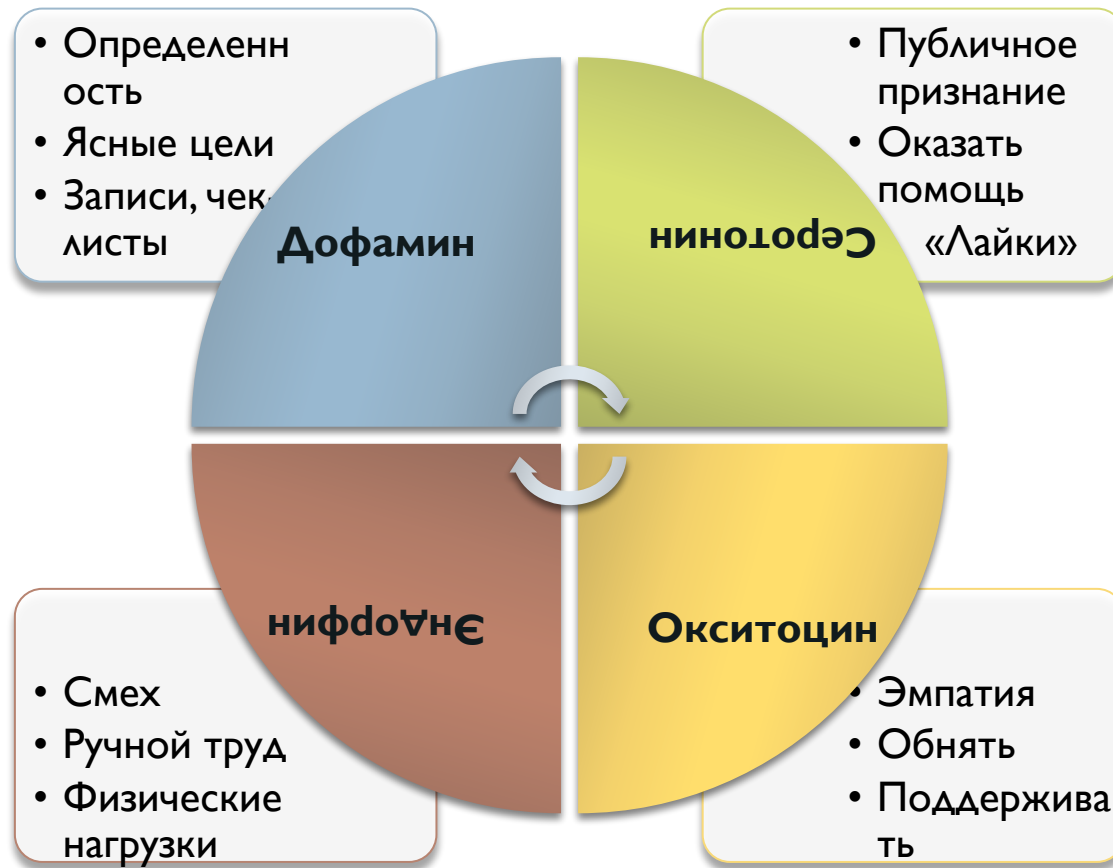 • Определенн
ость
• Ясные цели
• Записи, чек-
листы
Дофамин
• Публичное
признание
• Оказать
помощь
«Лайки»
Серотонин
Эндорфин
• Смех
• Ручной труд
• Физические
нагрузки
Окситоцин
• Эмпатия
• Обнять
• Поддержива
ть